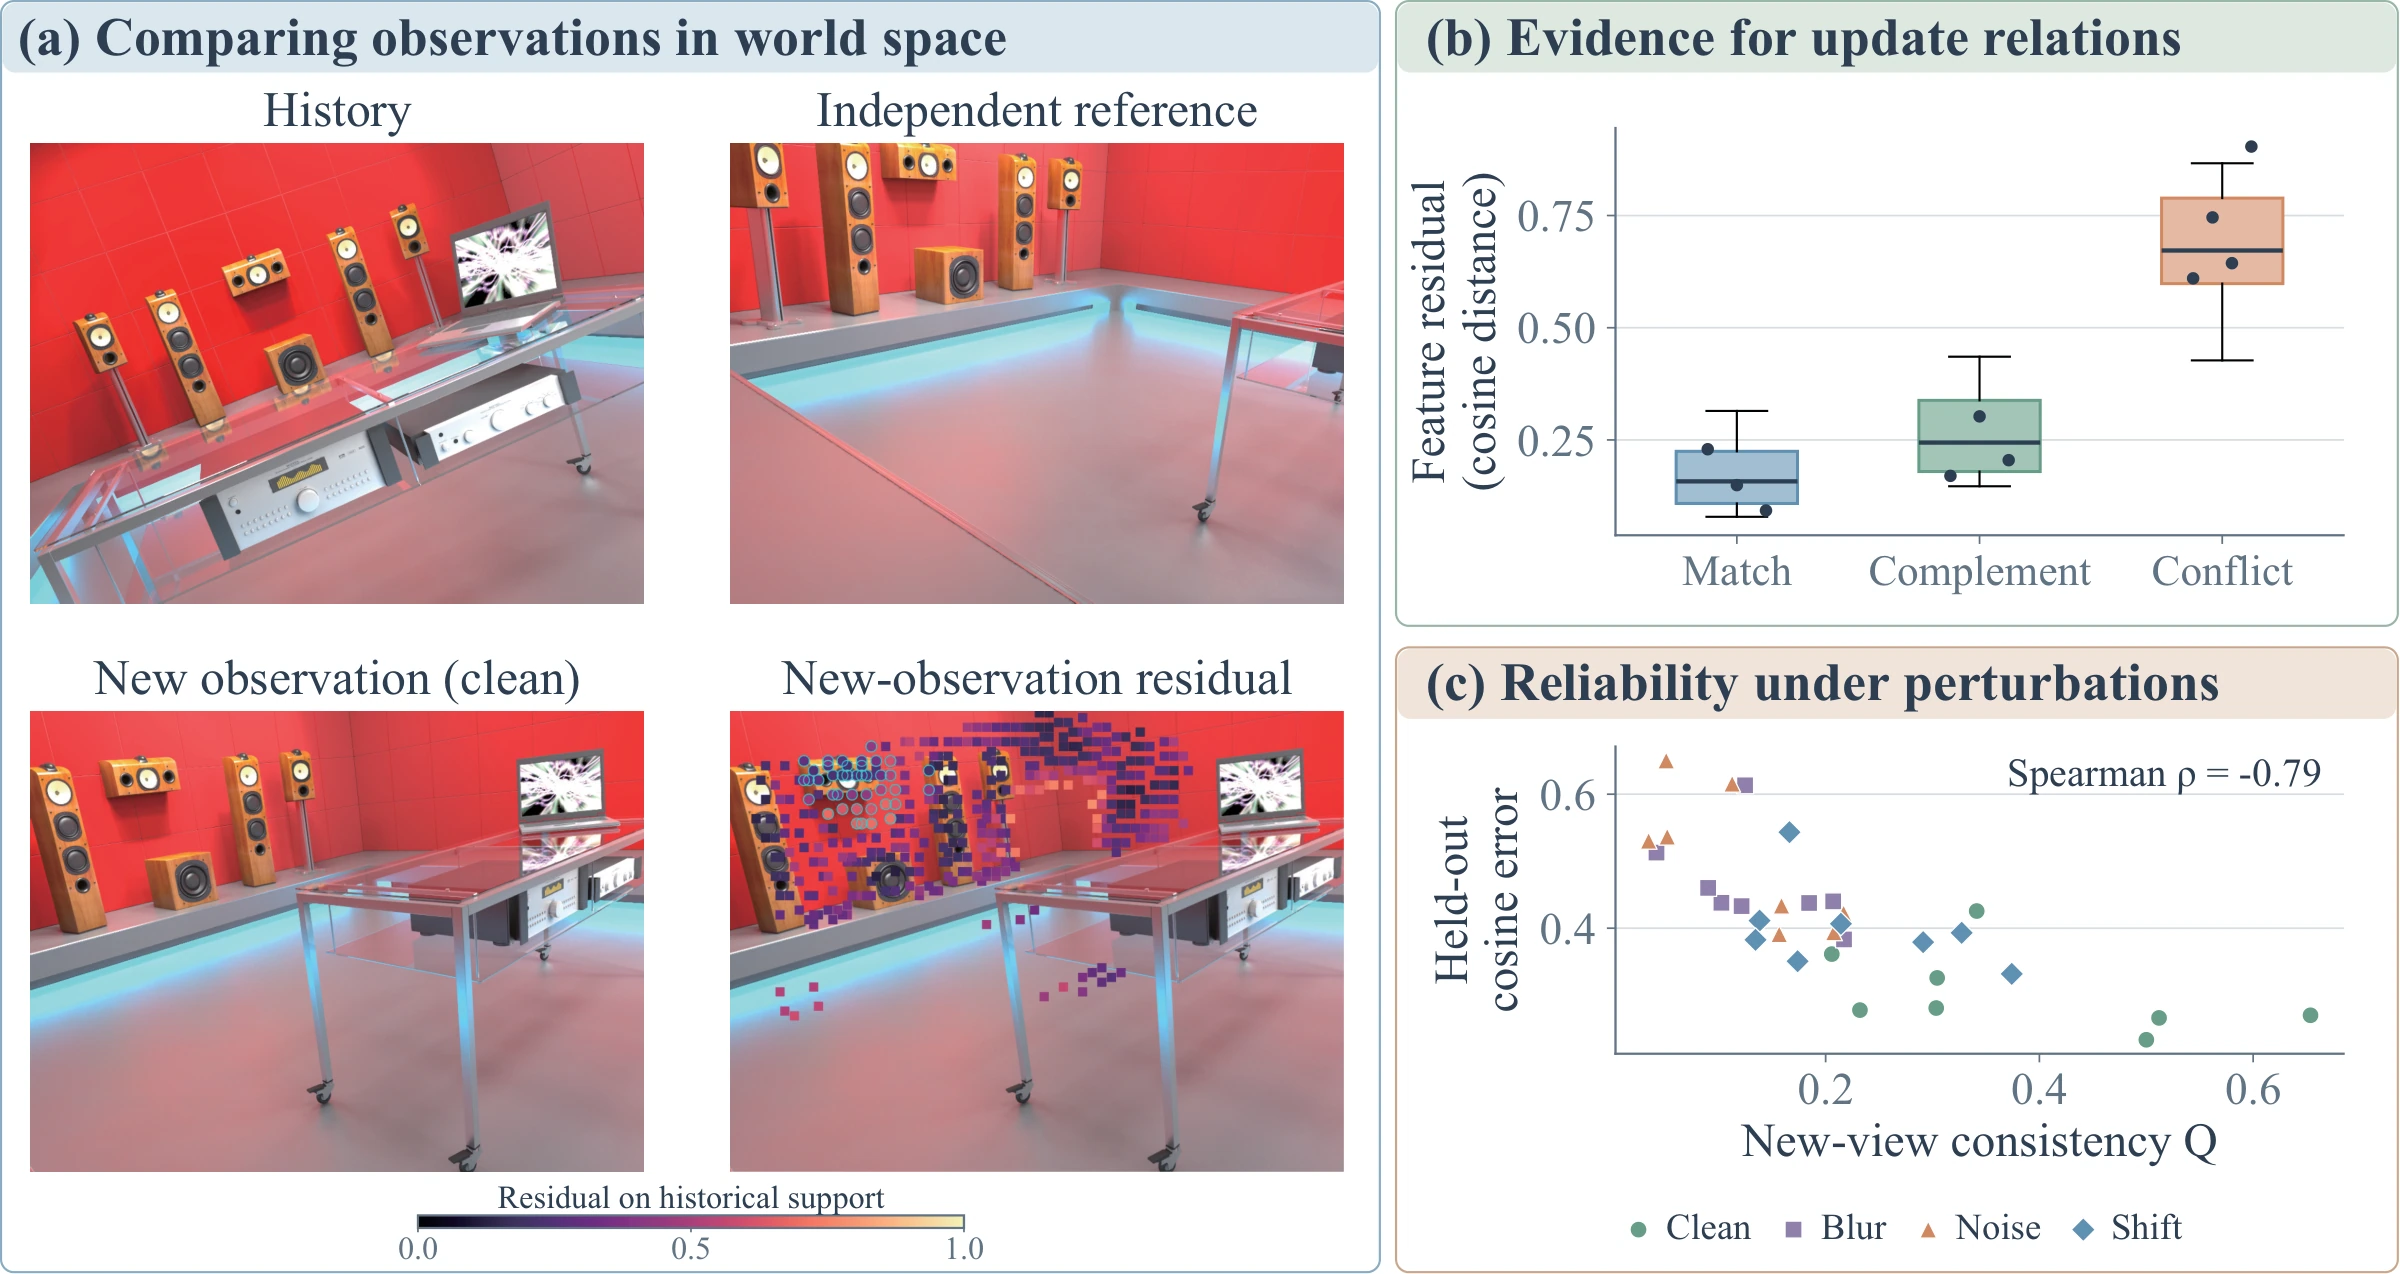 (a) Comparing observations in world space
History
Independent reference
New observation (clean)
New-observation residual
Residual on historical support
0.0
0.5
1.0
(b) Evidence for update relations
Feature residual
(cosine distance)
0.75
0.50
0.25
Match
Complement
Conflict
(c) Reliability under perturbations
Held-out
cosine error
Spearman ρ = -0.79
0.6
0.4
0.2
0.4
0.6
New-view consistency Q
Clean
Blur
Noise
Shift